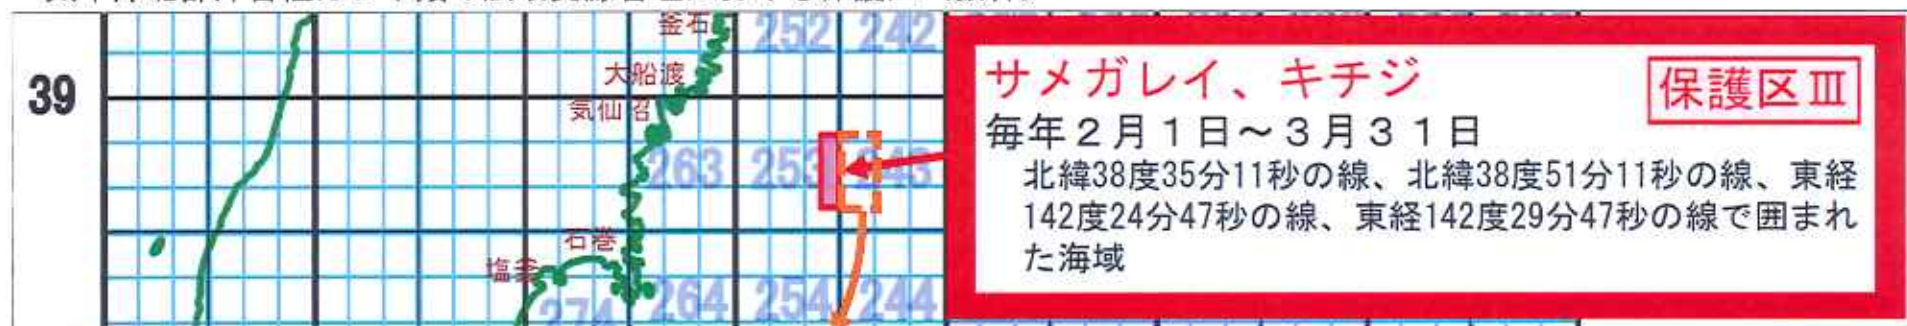 釜石
252 242
サメガレイ、キチジ
保護区Ⅲ
大船渡
39
気仙沼
毎年2月1日～3月31日
263 253 243
北緯38度35分11秒の線、北緯38度51分11秒の線、東経
142度24分47秒の線、東経142度29分47秒の線で囲まれ
た海域
石巻
塩釜
274 264 254 244